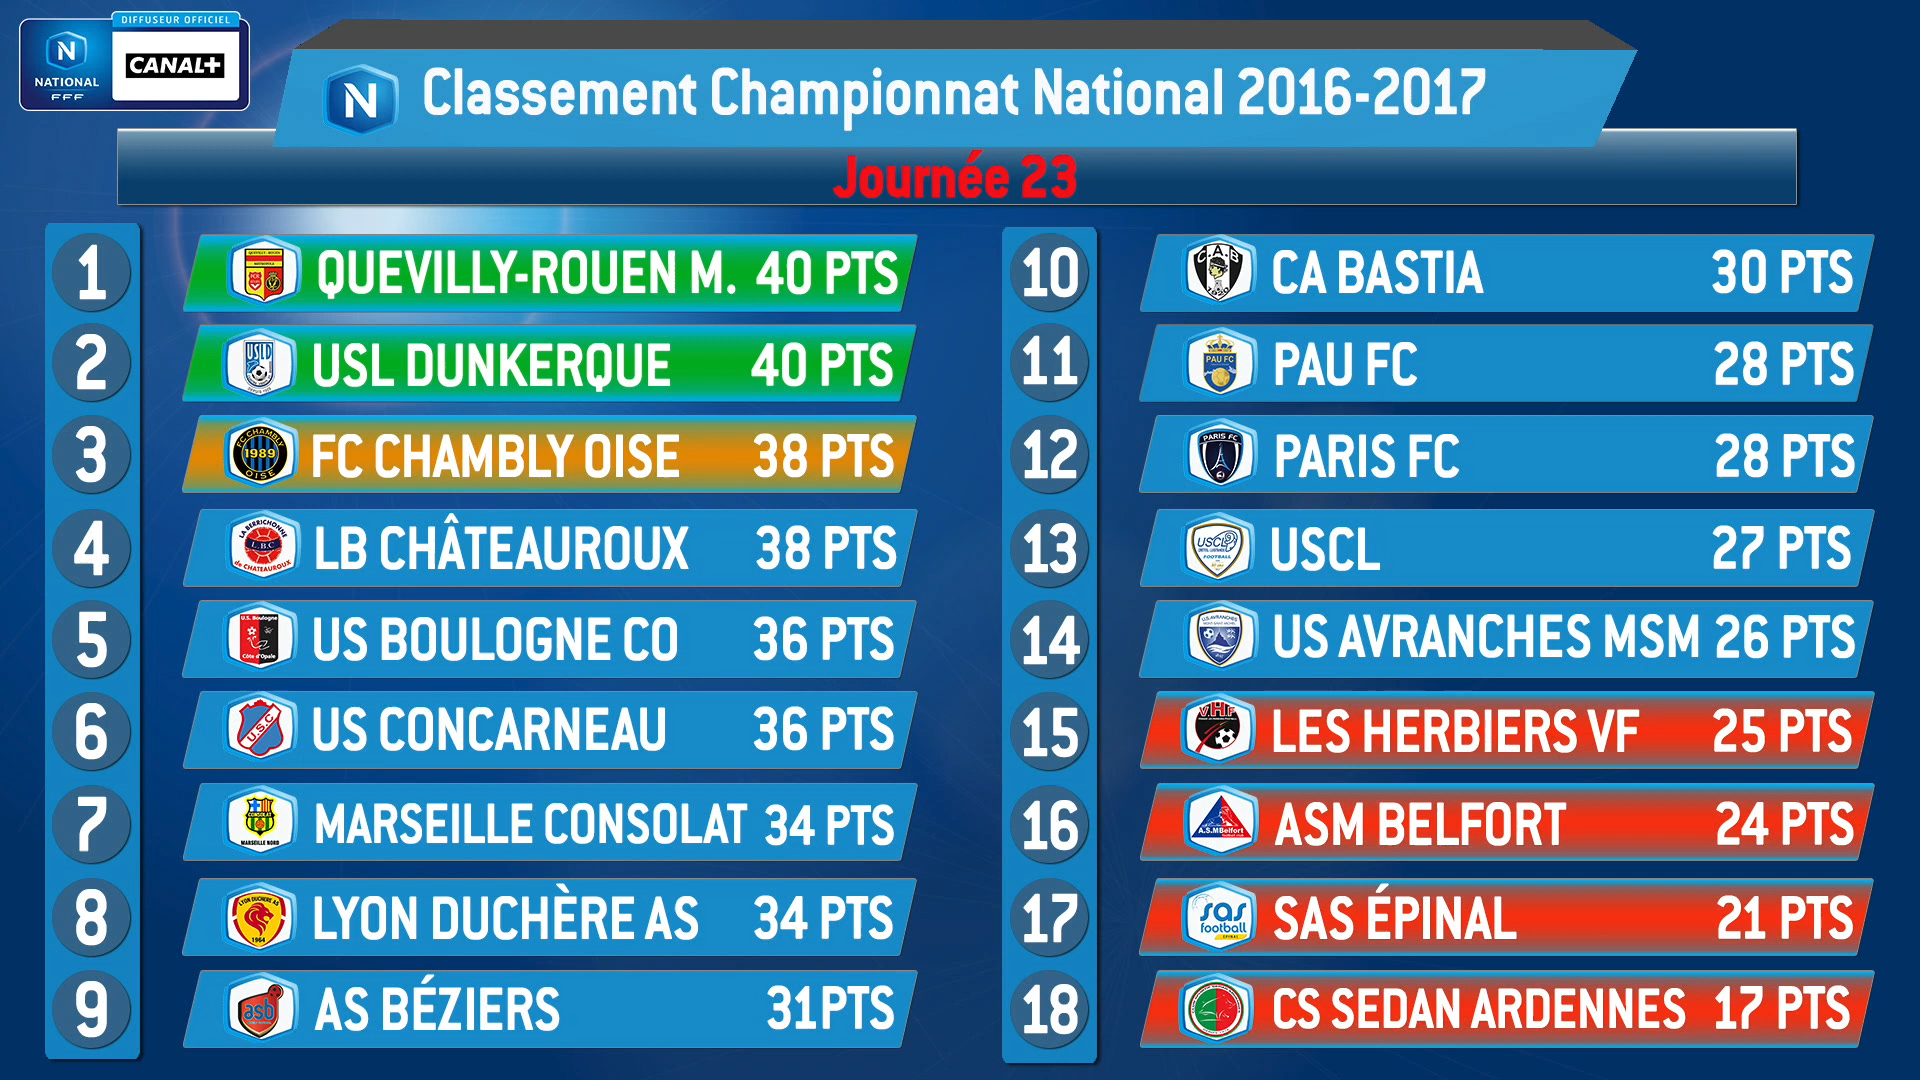 DIFFUSEUR OFFICIEL
N
NATIONAL
FFF
CANAL+
N Classement Championnat National 2016-2017
Journée 23
1 QUEVILLY-ROUEN M. 40 PTS
2 USL DUNKERQUE 40 PTS
3 FC CHAMBLY OISE 38 PTS
4 LB CHÂTEAUROUX 38 PTS
5 US BOULOGNE CO 36 PTS
6 US CONCARNEAU 36 PTS
7 MARSEILLE CONSOLAT 34 PTS
8 LYON DUCHÈRE AS 34 PTS
9 AS BÉZIERS 31PTS
10 CA BASTIA 30 PTS
11 PAU FC 28 PTS
12 PARIS FC 28 PTS
13 USCL 27 PTS
14 US AVRANCHES MSM 26 PTS
15 LES HERBIERS VF 25 PTS
16 ASM BELFORT 24 PTS
17 SAS ÉPINAL 21 PTS
18 CS SEDAN ARDENNES 17 PTS